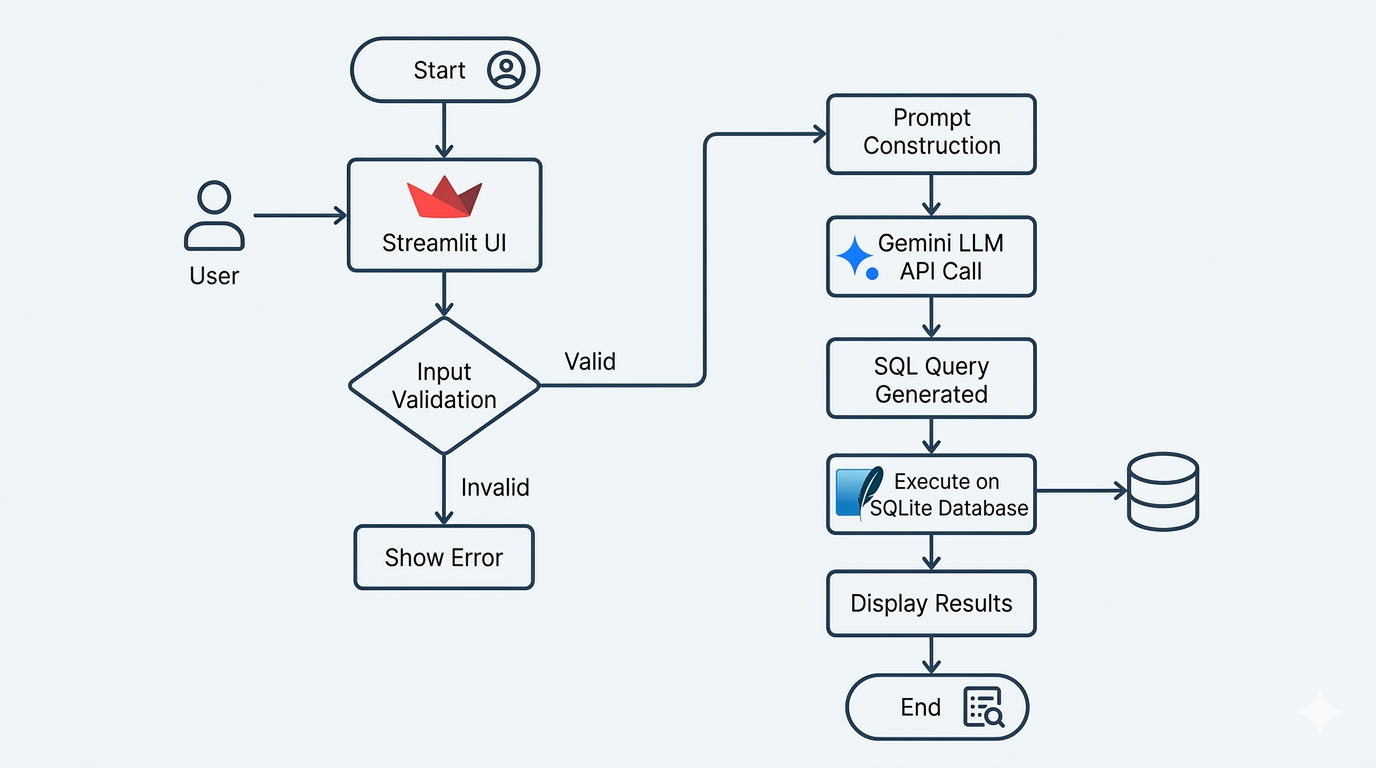 Start
Streamlit UI
User
Input
Validation
Valid
Invalid
Show Error
Prompt
Construction
Gemini LLM
API Call
SQL Query
Generated
Execute on
SQLite Database
Display Results
End